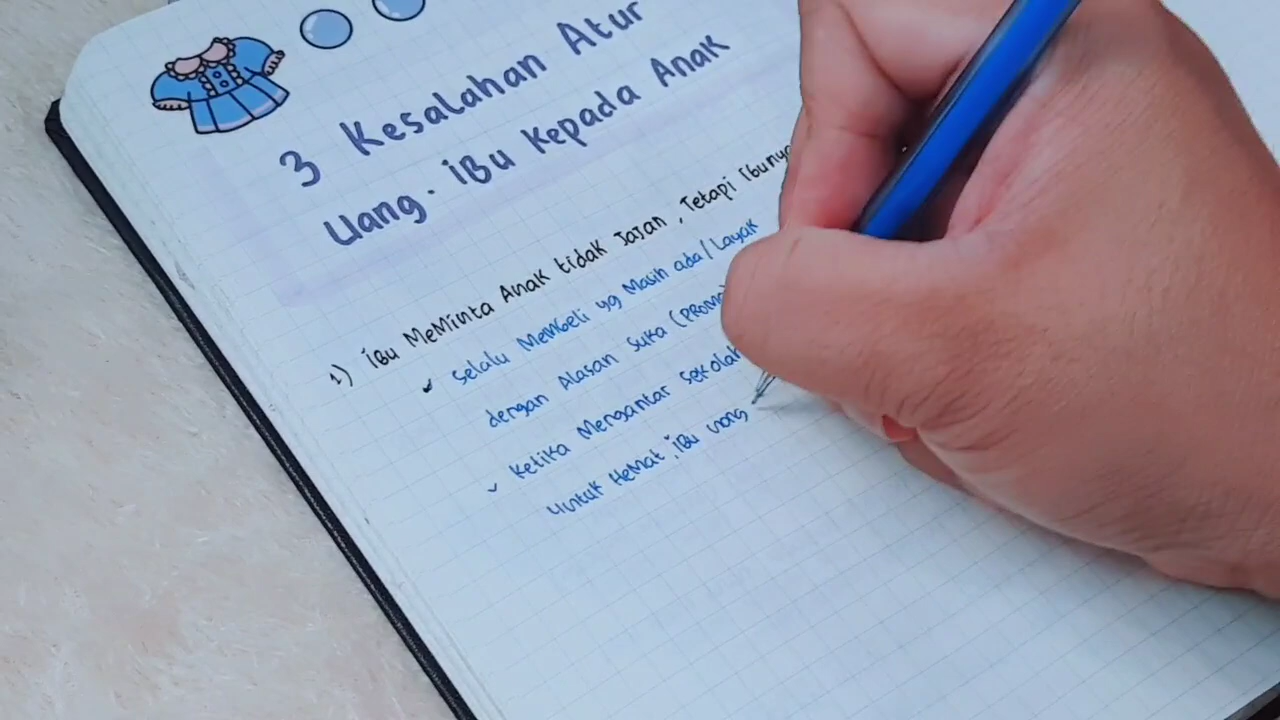 3 Kesalahan Atur
Uang. iBu Kepada Anak
1) iBu MeMinta Anak tidak Jajan, Tetapi Ibunya
Selalu Membeli yg Masih ada/Layak
dengan Alasan Suka (PROMO)
Ketika Mengantar Sekolah
Untuk Hemat, iBu uang